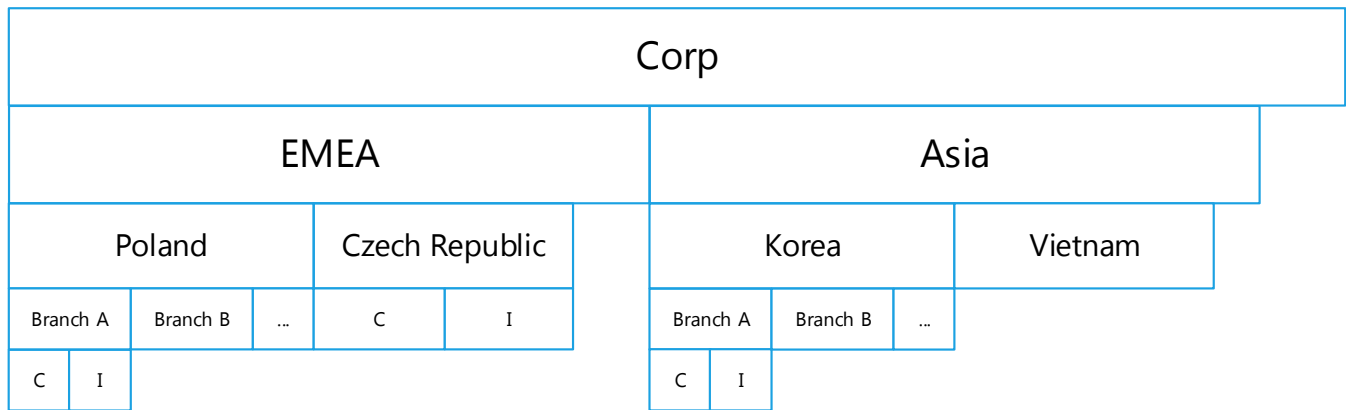 Corp
EMEA Asia
Poland Czech Republic Korea Vietnam
Branch A Branch B ... C I Branch A Branch B ...
C I C I